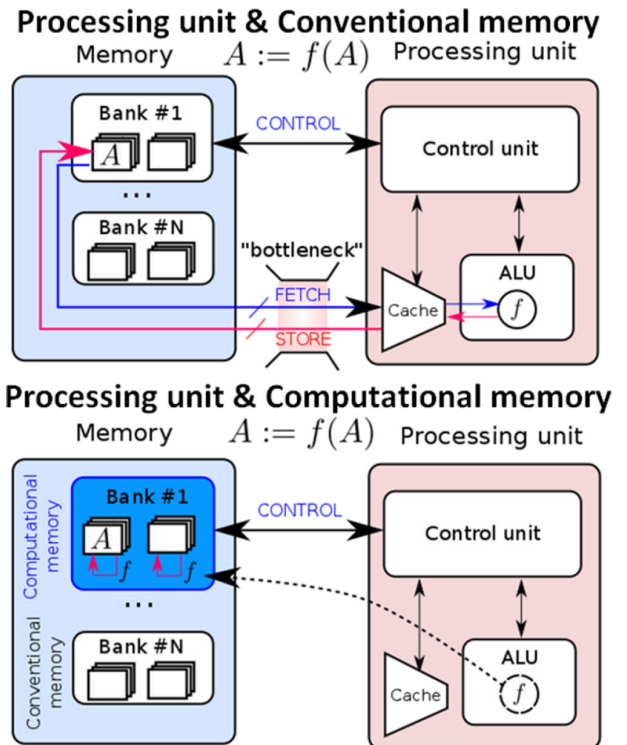 Processing unit & Conventional memory
Memory A := f(A) Processing unit
Bank #1
A
CONTROL
Control unit
...
Bank #N
"bottleneck"
FETCH
STORE
Cache
ALU
f
Processing unit & Computational memory
Memory A := f(A) Processing unit
Computational memory
Bank #1
A
f
f
CONTROL
Control unit
...
Conventional memory
Bank #N
Cache
ALU
f